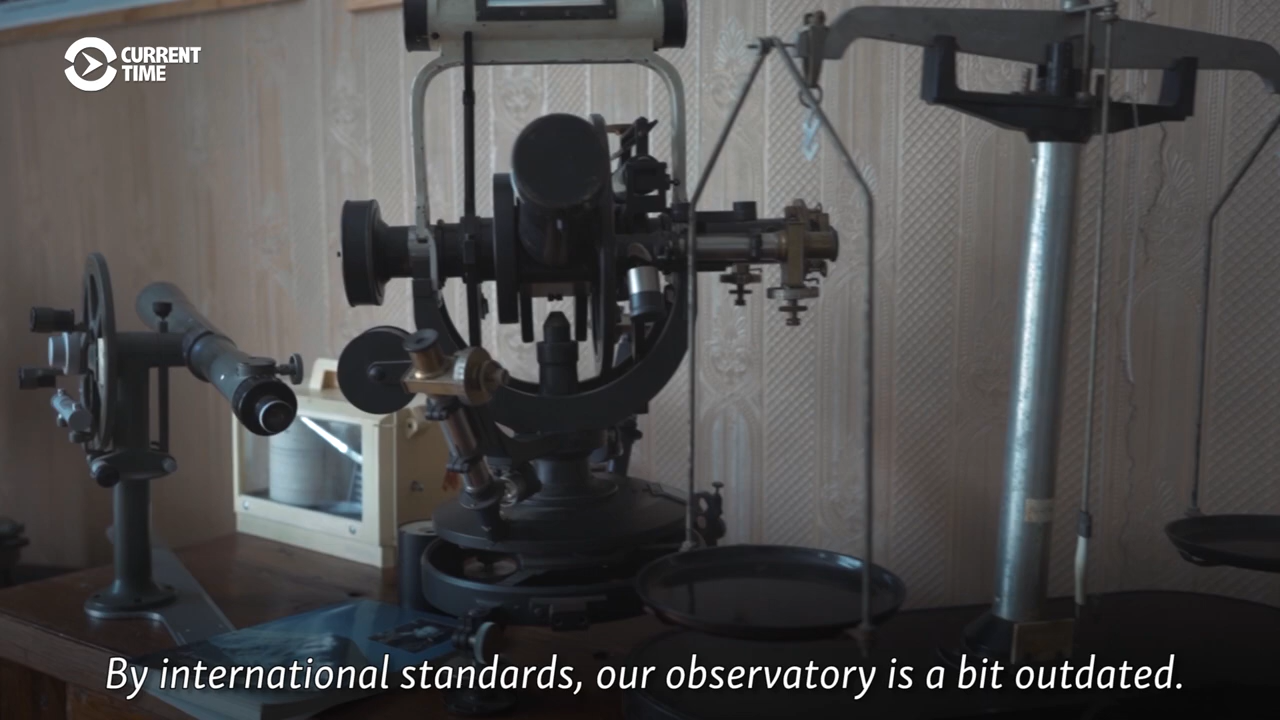 CURRENT
TIME
By international standards, our observatory is a bit outdated.